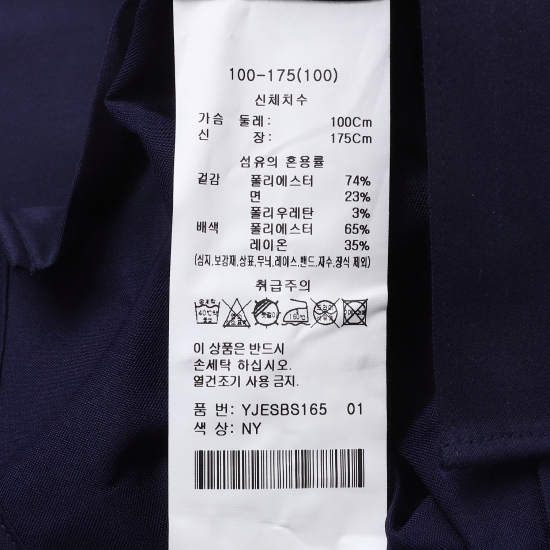 100-175(100)
신체치수
가슴 둘레: 100Cm
신 장: 175Cm
섬유의 혼용률
겉감 폴리에스터 74%
면 23%
폴리우레탄 3%
배색 폴리에스터 65%
레이온 35%
(심지,보강재,상표,무늬,레이스,밴드,자수,장식 제외)
취급주의
40℃ 160℃
이 상품은 반드시
손세탁 하십시오.
열건조기 사용 금지.
품 번: YJESBS165 01
색 상: NY